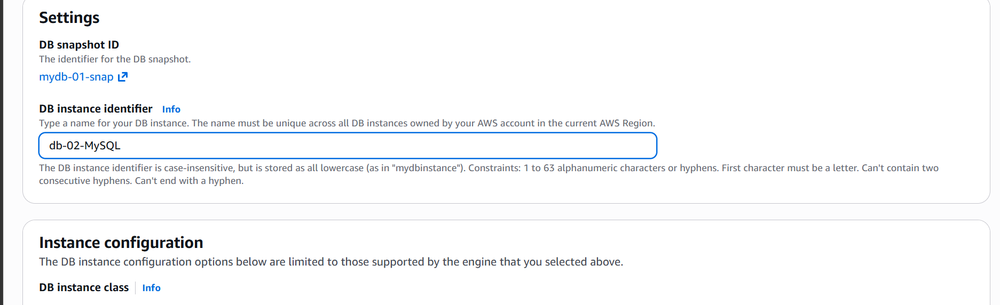 Settings
DB snapshot ID
The identifier for the DB snapshot.
mydb-01-snap
DB instance identifier Info
Type a name for your DB instance. The name must be unique across all DB instances owned by your AWS account in the current AWS Region.
db-02-MySQL
The DB instance identifier is case-insensitive, but is stored as all lowercase (as in "mydbinstance"). Constraints: 1 to 63 alphanumeric characters or hyphens. First character must be a letter. Can't contain two
consecutive hyphens. Can't end with a hyphen.
Instance configuration
The DB instance configuration options below are limited to those supported by the engine that you selected above.
DB instance class Info